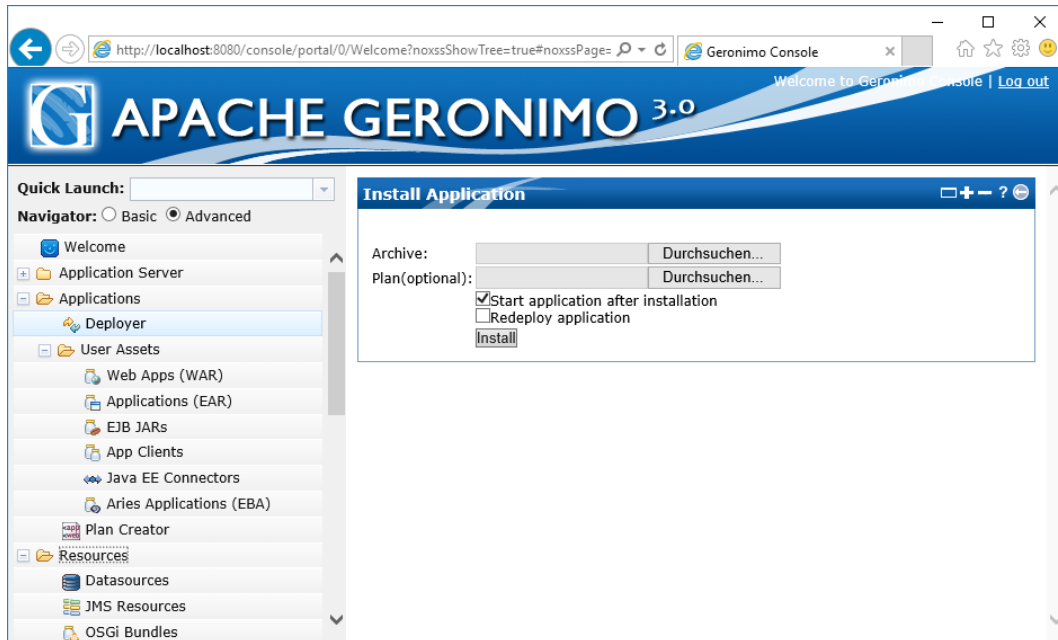 http://localhost:8080/console/portal/0/Welcome?noxssShowTree=true#noxssPage=
Geronimo Console
Welcome to Geronimo Console | Log out
G APACHE GERONIMO 3.0
Quick Launch:
Navigator: Basic Advanced
Welcome
Application Server
Applications
Deployer
User Assets
Web Apps (WAR)
Applications (EAR)
EJB JARs
App Clients
Java EE Connectors
Aries Applications (EBA)
Plan Creator
Resources
Datasources
JMS Resources
OSGi Bundles
Install Application
Archive: Durchsuchen...
Plan(optional): Durchsuchen...
Start application after installation
Redeploy application
Install